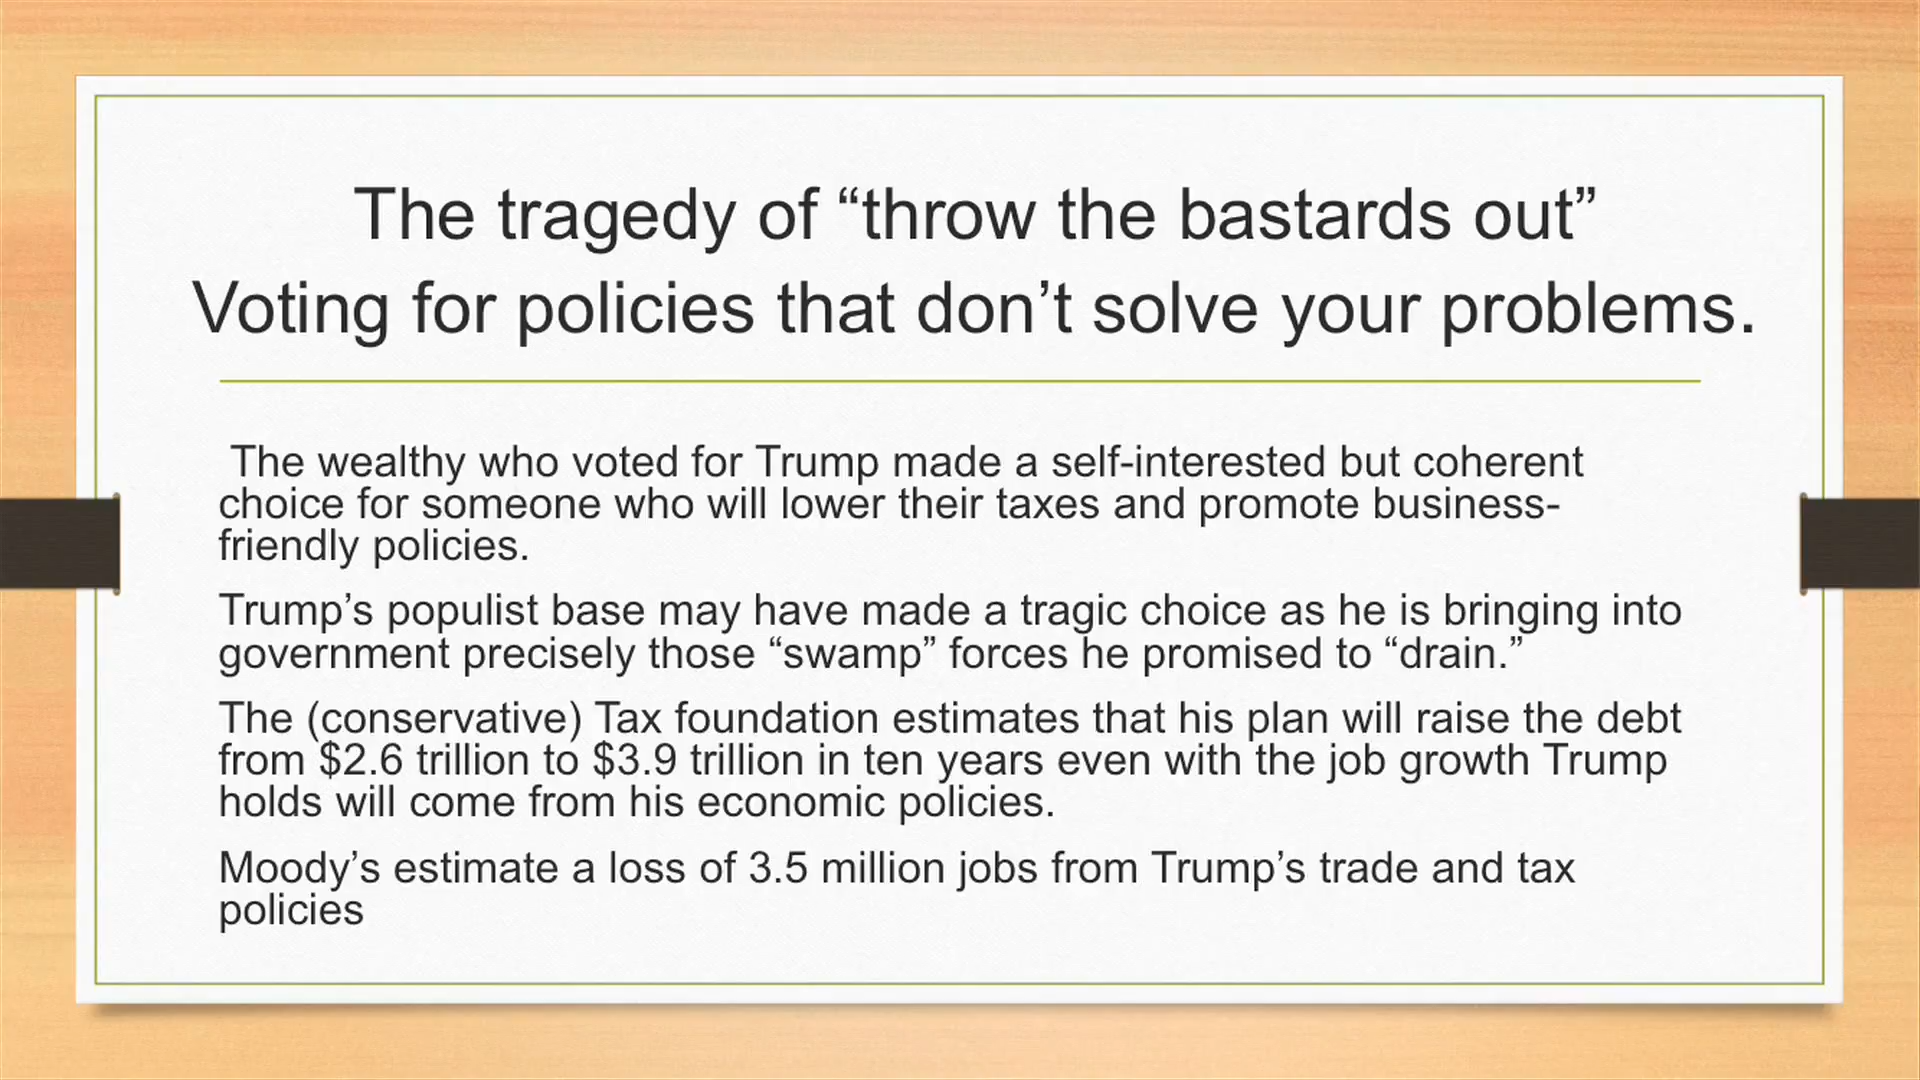 The tragedy of “throw the bastards out”
Voting for policies that don’t solve your problems.
The wealthy who voted for Trump made a self-interested but coherent
choice for someone who will lower their taxes and promote business-
friendly policies.
Trump’s populist base may have made a tragic choice as he is bringing into
government precisely those “swamp” forces he promised to “drain.”
The (conservative) Tax foundation estimates that his plan will raise the debt
from $2.6 trillion to $3.9 trillion in ten years even with the job growth Trump
holds will come from his economic policies.
Moody’s estimate a loss of 3.5 million jobs from Trump’s trade and tax
policies